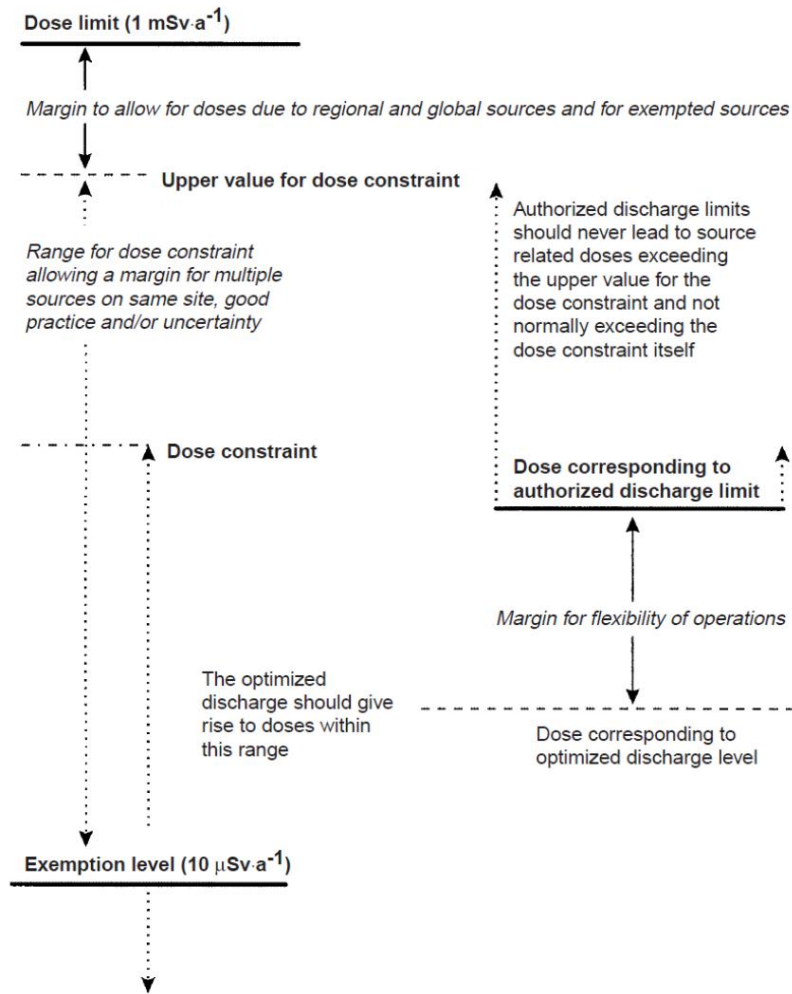 Dose limit (1 mSv·a⁻¹)
Margin to allow for doses due to regional and global sources and for exempted sources
Upper value for dose constraint
Range for dose constraint
allowing a margin for multiple
sources on same site, good
practice and/or uncertainty
Authorized discharge limits
should never lead to source
related doses exceeding
the upper value for the
dose constraint and not
normally exceeding the
dose constraint itself
Dose constraint
Dose corresponding to
authorized discharge limit
Margin for flexibility of operations
The optimized
discharge should give
rise to doses within
this range
Dose corresponding to
optimized discharge level
Exemption level (10 μSv·a⁻¹)